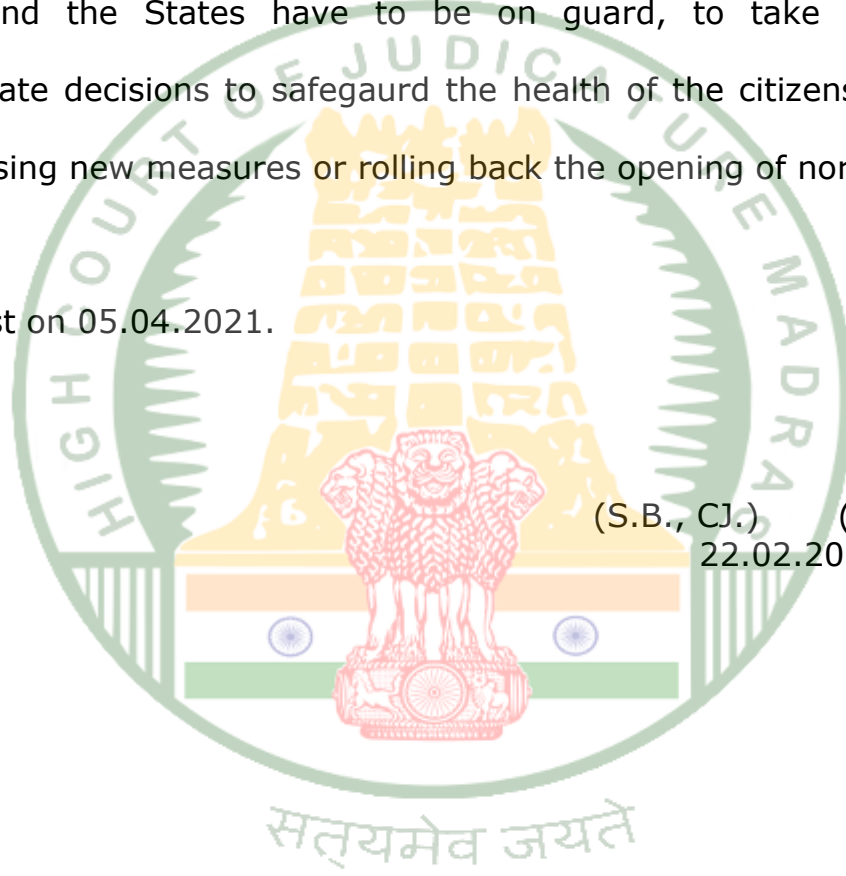 nd the States have to be on guard, to take
ate decisions to safegaurd the health of the citizens
sing new measures or rolling back the opening of nor
st on 05.04.2021.
(S.B., CJ.) (
22.02.20
HIGH COURT OF JUDICATURE MADRAS
सत्यमेव जयते